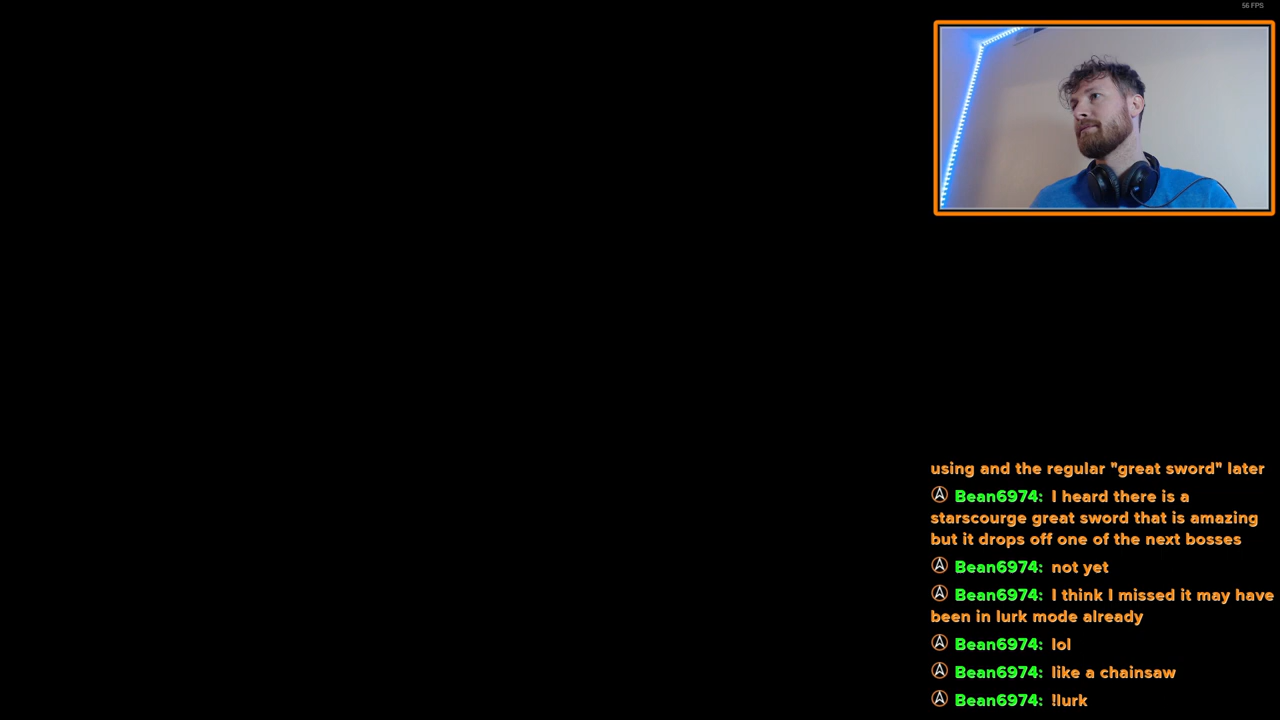 56 FPS
using and the regular "great sword" later
Bean6974: I heard there is a
starscourge great sword that is amazing
but it drops off one of the next bosses
Bean6974: not yet
Bean6974: I think I missed it may have
been in lurk mode already
Bean6974: lol
Bean6974: like a chainsaw
Bean6974: !lurk